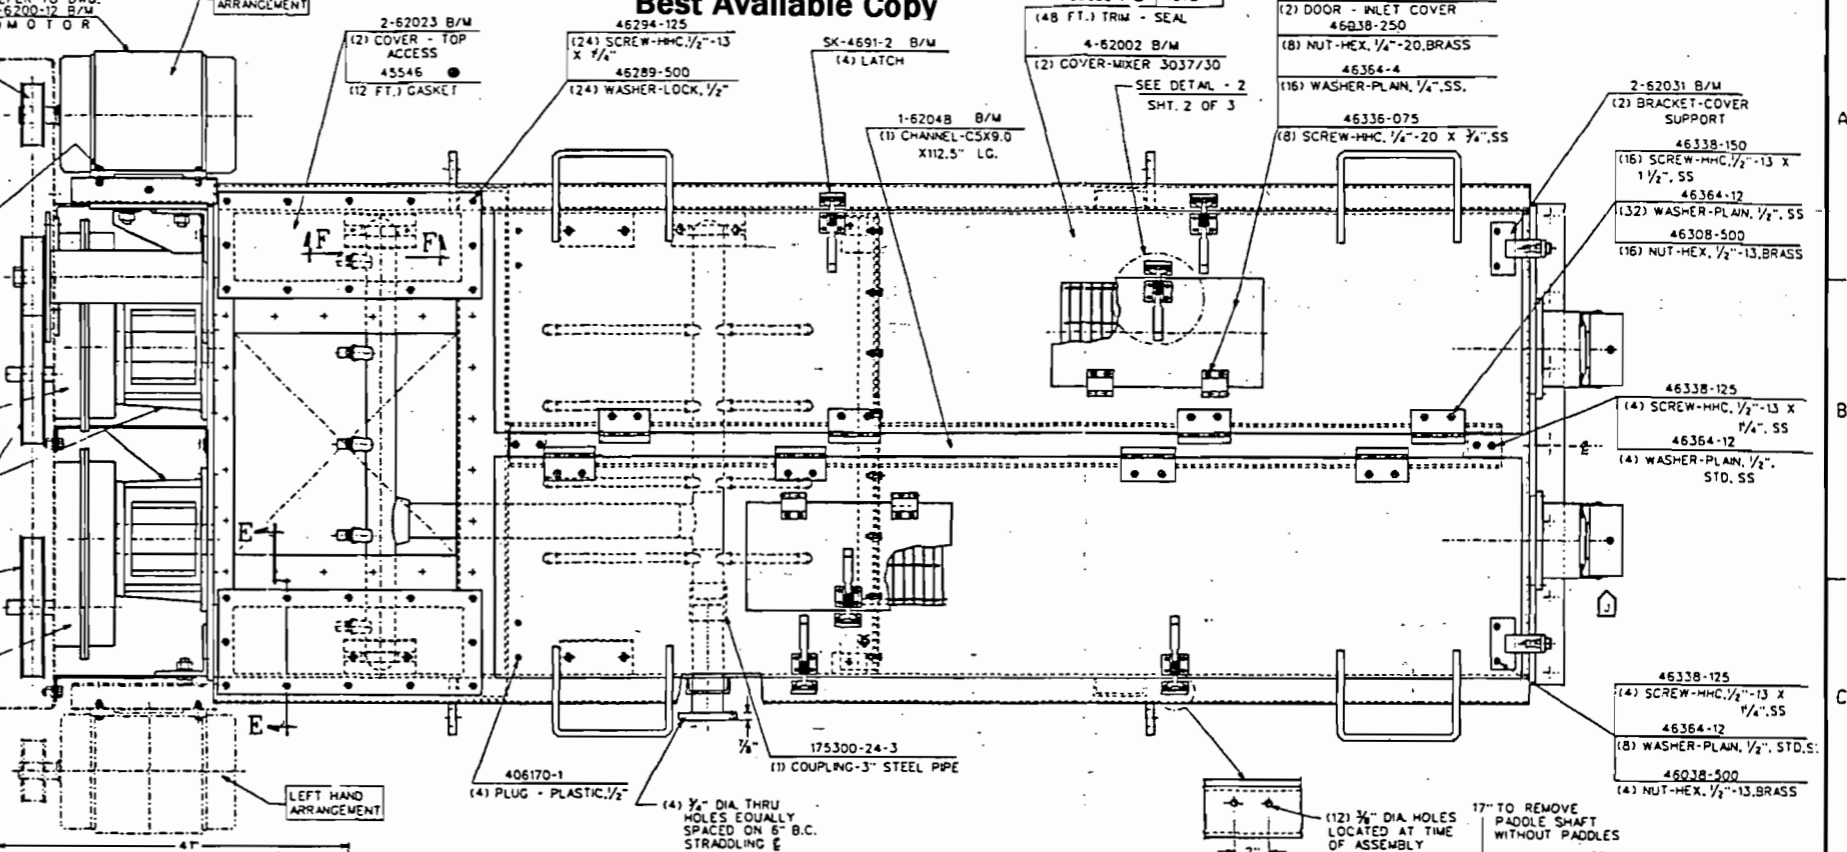 6200-12 B/M
MOTOR
ARRANGEMENT
Best Available Copy
2-62023 B/M
(2) COVER - TOP
ACCESS
45546
(12 FT.) GASKET
46294-125
(24) SCREW-HHC, 1/2"-13
46289-500
(24) WASHER-LOCK, 1/2"
SK-4691-2 B/M
(4) LATCH
1-62048 B/M
(1) CHANNEL-C5X9.0
X112.5" LG.
(48 FT.) TRIM - SEAL
4-62002 B/M
(2) COVER-MIXER 3037/30
SEE DETAIL - 2
SHT. 2 OF 3
(2) DOOR - INLET COVER
46038-250
(8) NUT-HEX, 1/4"-20, BRASS
46364-4
(16) WASHER-PLAIN, 1/4", SS.
46336-075
(8) SCREW-HHC, 1/4"-20 X 3/4", SS
2-62031 B/M
(2) BRACKET-COVER
SUPPORT
46338-150
(16) SCREW-HHC, 1/2"-13 X
1 1/2", SS
46364-12
(32) WASHER-PLAIN, 1/2", SS
46308-500
(16) NUT-HEX, 1/2"-13, BRASS
A
F F
46338-125
(4) SCREW-HHC, 1/2"-13 X
1 1/4", SS
46364-12
(4) WASHER-PLAIN, 1/2",
STD, SS
B
E
E
J
46338-125
(4) SCREW-HHC, 1/2"-13 X
1 1/4", SS
46364-12
(8) WASHER-PLAIN, 1/2", STD,S
46038-500
(4) NUT-HEX, 1/2"-13, BRASS
C
7/8"
175300-24-3
(1) COUPLING-3" STEEL PIPE
406170-1
(4) PLUG - PLASTIC, 1/2"
LEFT HAND
ARRANGEMENT
(4) 3/4" DIA. THRU
HOLES EQUALLY
SPACED ON 6" B.C.
STRADDLING ℄
(12) 3/8" DIA. HOLES
LOCATED AT TIME
OF ASSEMBLY
2"
17" TO REMOVE
PADDLE SHAFT
WITHOUT PADDLES
41"